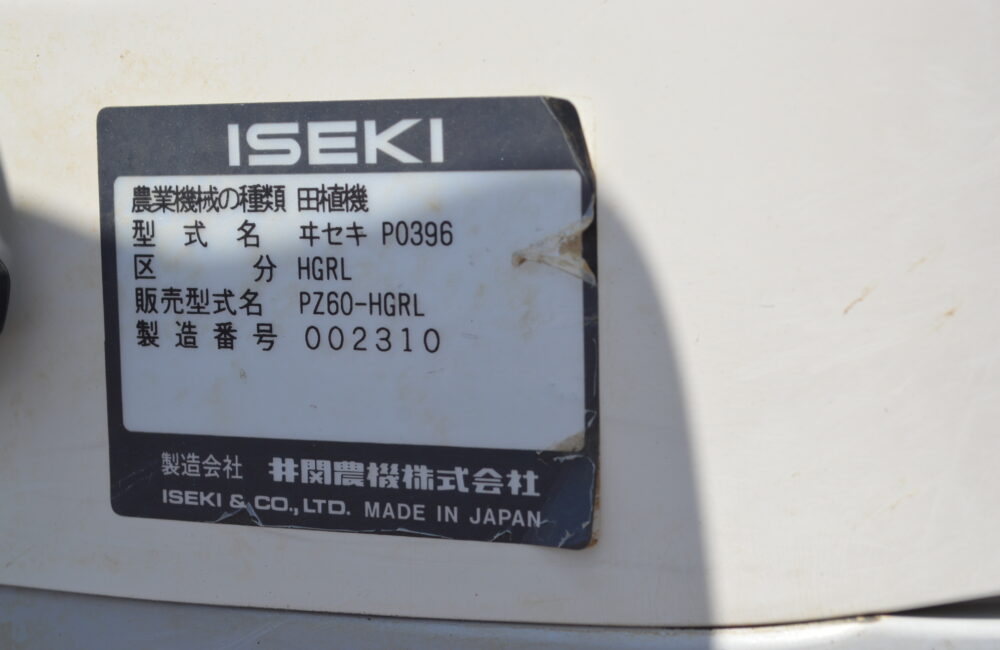 ISEKI
農業機械の種類 田植機
型式名 ヰセキ P0396
区分 HGRL
販売型式名 PZ60-HGRL
製造番号 002310
製造会社 井関農機株式会社
ISEKI & CO., LTD. MADE IN JAPAN